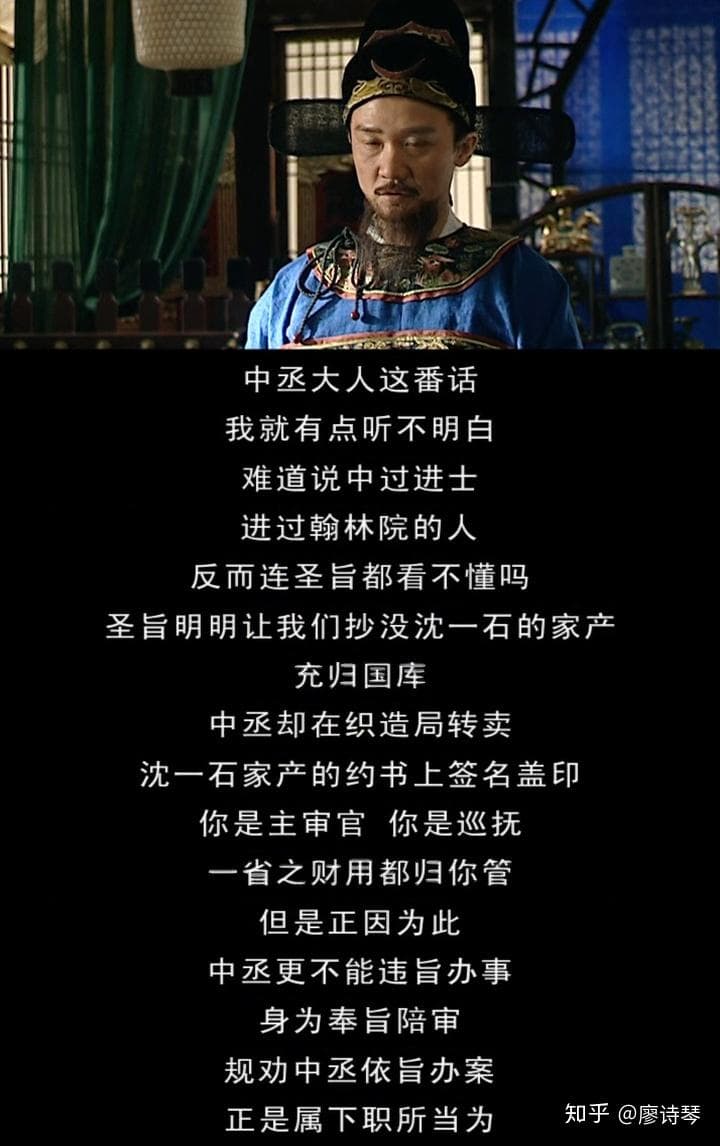 中丞大人这番话
我就有点听不明白
难道说中过进士
进过翰林院的人
反而连圣旨都看不懂吗
圣旨明明让我们抄没沈一石的家产
充归国库
中丞却在织造局转卖
沈一石家产的约书上签名盖印
你是主审官 你是巡抚
一省之财用都归你管
但是正因为此
中丞更不能违旨办事
身为奉旨陪审
规劝中丞依旨办案
正是属下职所当为
知乎 @廖诗琴